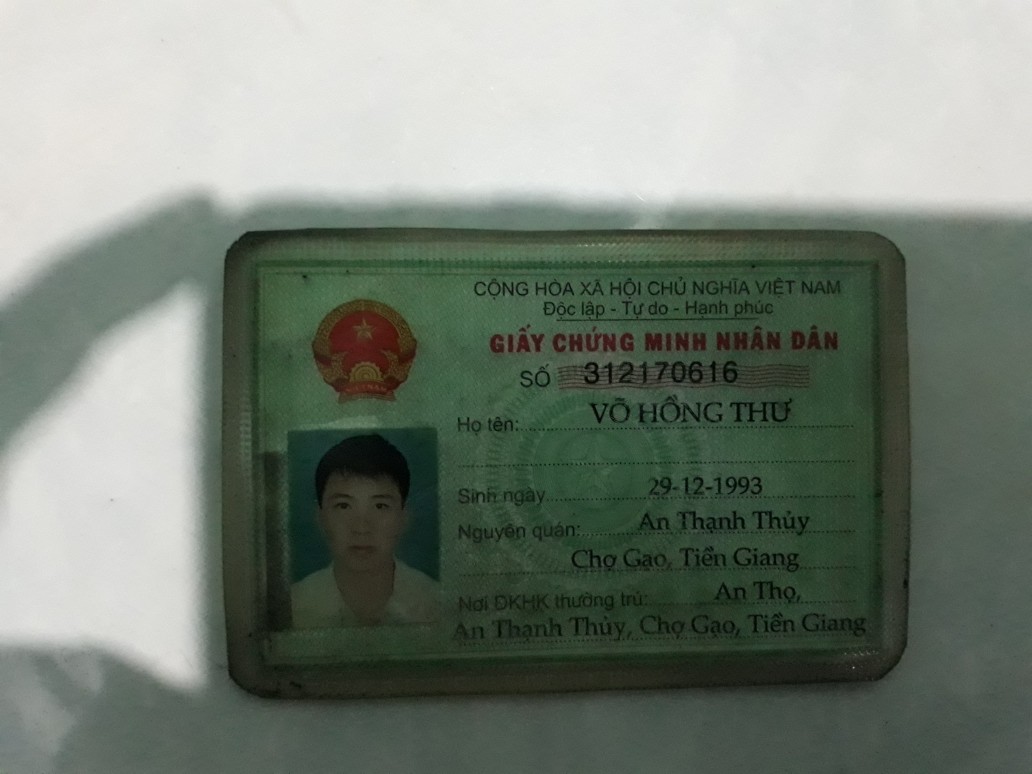 CỘNG HÒA XÃ HỘI CHỦ NGHĨA VIỆT NAM
Độc lập - Tự do - Hạnh phúc
GIẤY CHỨNG MINH NHÂN DÂN
SỐ 312170616
Họ tên: VÕ HỒNG THƯ
Sinh ngày 29-12-1993
Nguyên quán: An Thạnh Thủy
Chợ Gạo, Tiền Giang
Nơi ĐKHK thường trú: An Thọ,
An Thạnh Thủy, Chợ Gạo, Tiền Giang
VIỆT NAM